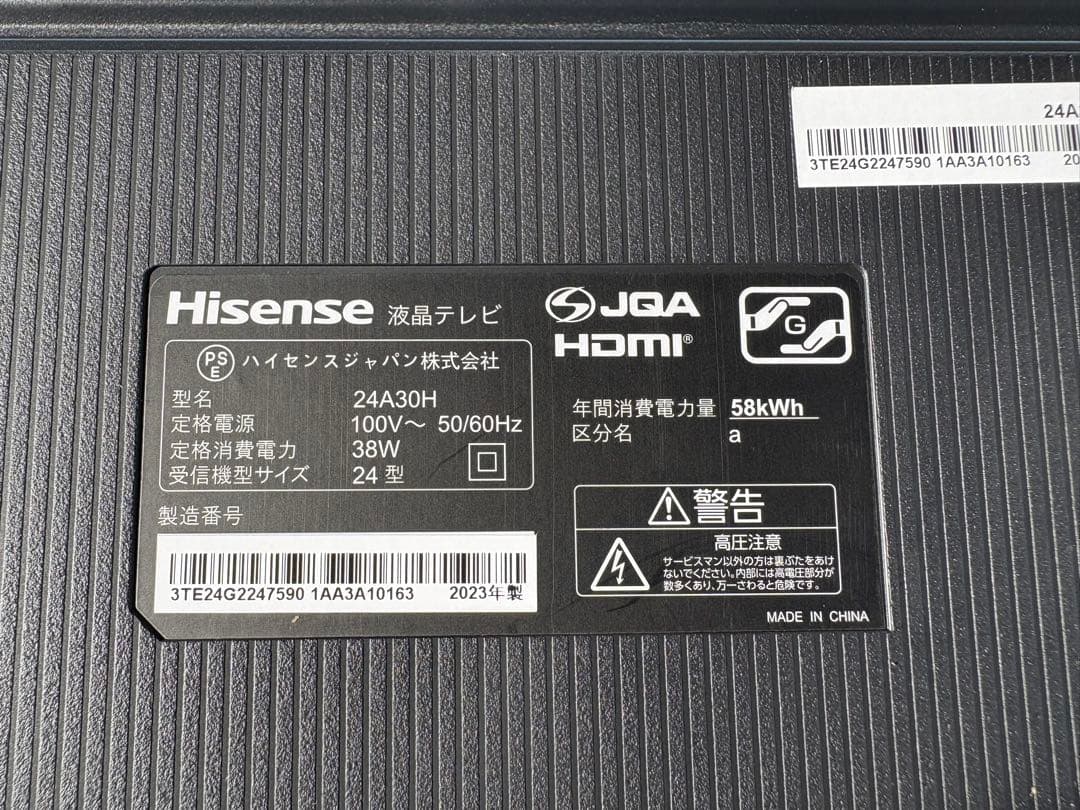 24A
3TE24G2247590 1AA3A10163 20
Hisense 液晶テレビ
PSE ハイセンスジャパン株式会社
型名 24A30H
定格電源 100V～ 50/60Hz
定格消費電力 38W
受信機型サイズ 24 型
製造番号
3TE24G2247590 1AA3A10163 2023年製
JQA
HDMI®
G
年間消費電力量 58kWh
区分名 a
警告
高圧注意
サービスマン以外の方は裏ぶたをあけ
ないでください。内部には高電圧部分が
数多くあり、万一さわると危険です。
MADE IN CHINA